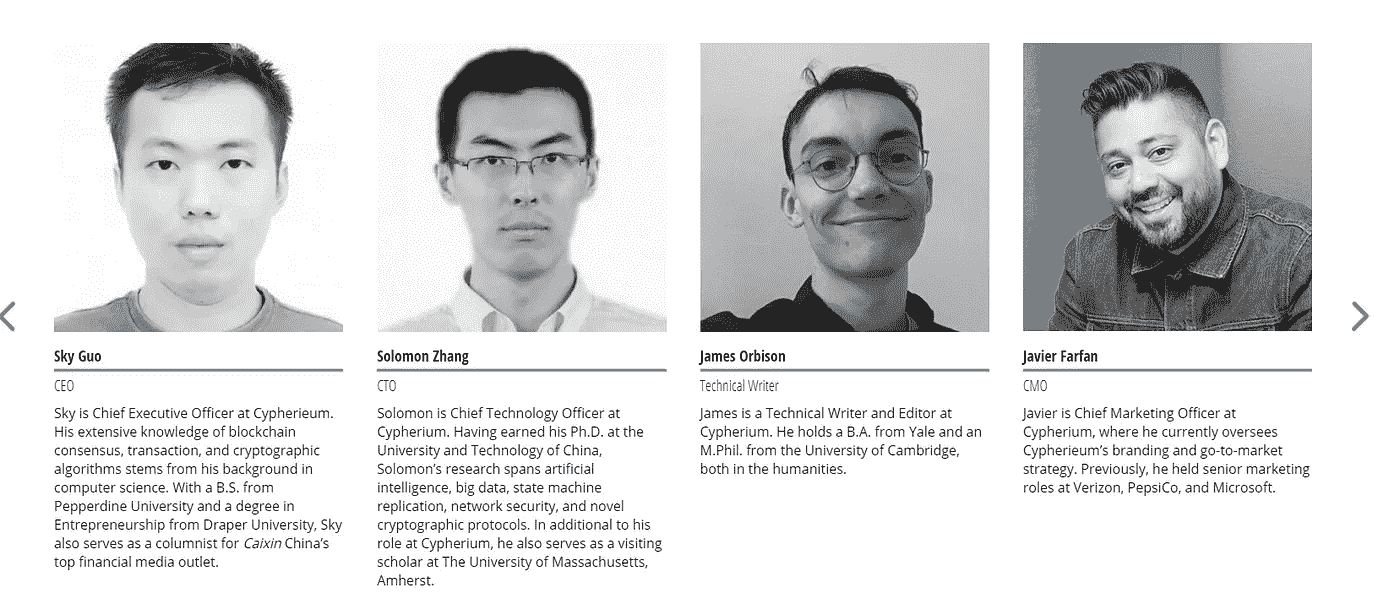 Sky Guo
CEO
Sky is Chief Executive Officer at Cypherieum.
His extensive knowledge of blockchain
consensus, transaction, and cryptographic
algorithms stems from his background in
computer science. With a B.S. from
Pepperdine University and a degree in
Entrepreneurship from Draper University, Sky
also serves as a columnist for Caixin China’s
top financial media outlet.
Solomon Zhang
CTO
Solomon is Chief Technology Officer at
Cypherium. Having earned his Ph.D. at the
University and Technology of China,
Solomon’s research spans artificial
intelligence, big data, state machine
replication, network security, and novel
cryptographic protocols. In additional to his
role at Cypherium, he also serves as a visiting
scholar at The University of Massachusetts,
Amherst.
James Orbison
Technical Writer
James is a Technical Writer and Editor at
Cypherium. He holds a B.A. from Yale and an
M.Phil. from the University of Cambridge,
both in the humanities.
Javier Farfan
CMO
Javier is Chief Marketing Officer at
Cypherium, where he currently oversees
Cypherieum’s branding and go-to-market
strategy. Previously, he held senior marketing
roles at Verizon, PepsiCo, and Microsoft.